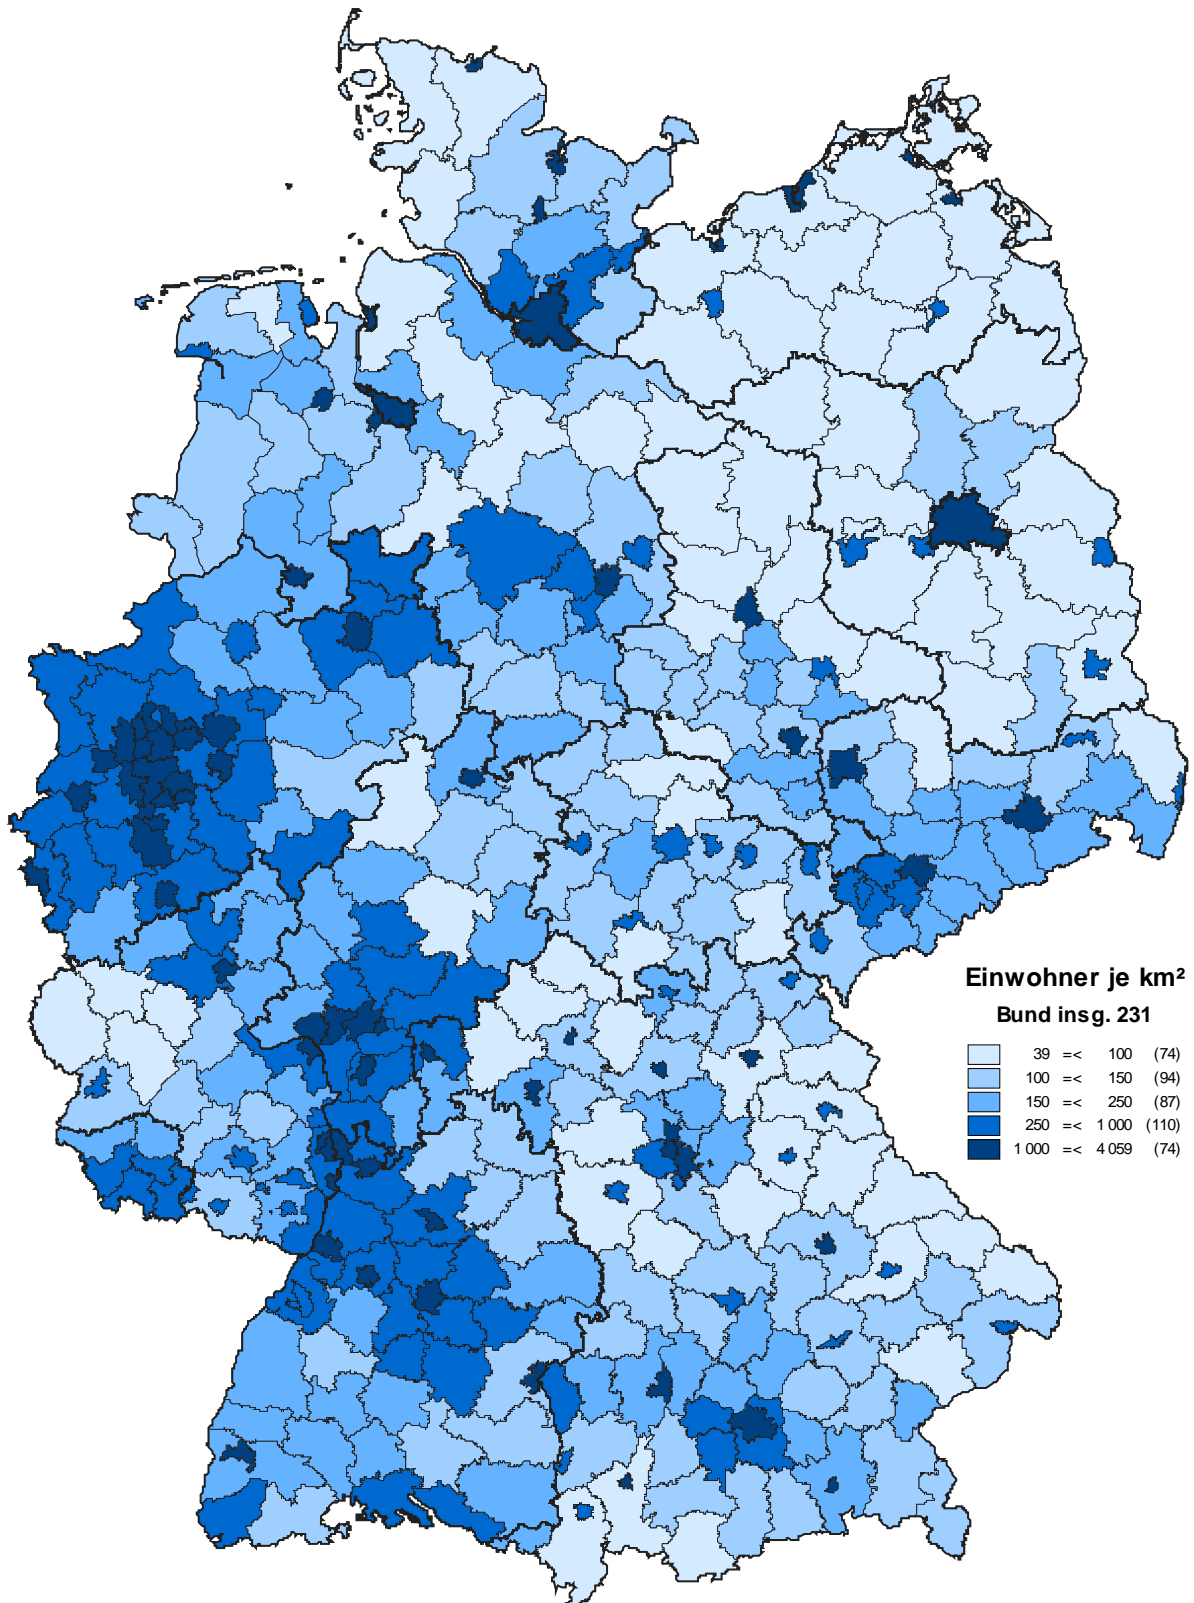 Einwohner je km²
Bund insg. 231
39 =< 100 (74)
100 =< 150 (94)
150 =< 250 (87)
250 =< 1 000 (110)
1 000 =< 4 059 (74)